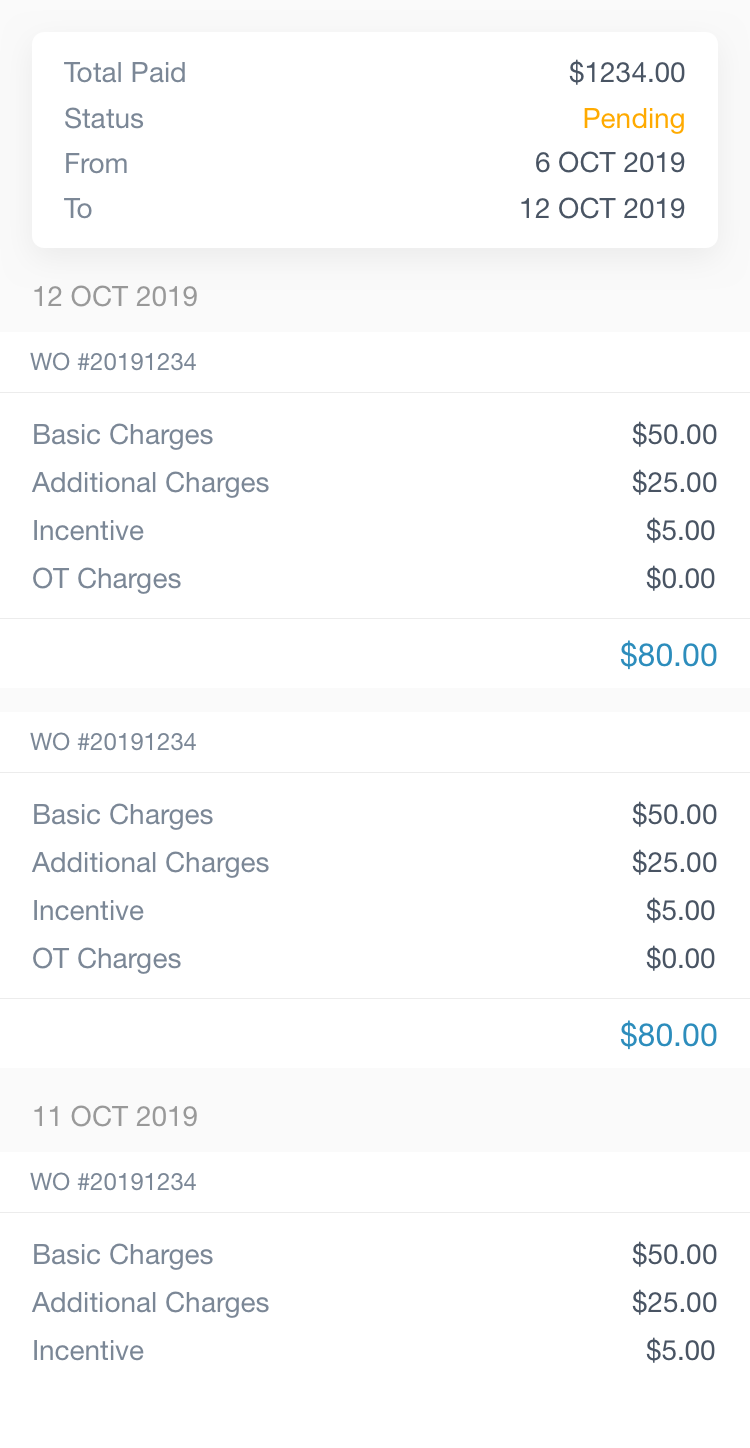 Total Paid $1234.00
Status Pending
From 6 OCT 2019
To 12 OCT 2019
12 OCT 2019
WO #20191234
Basic Charges $50.00
Additional Charges $25.00
Incentive $5.00
OT Charges $0.00
$80.00
WO #20191234
Basic Charges $50.00
Additional Charges $25.00
Incentive $5.00
OT Charges $0.00
$80.00
11 OCT 2019
WO #20191234
Basic Charges $50.00
Additional Charges $25.00
Incentive $5.00